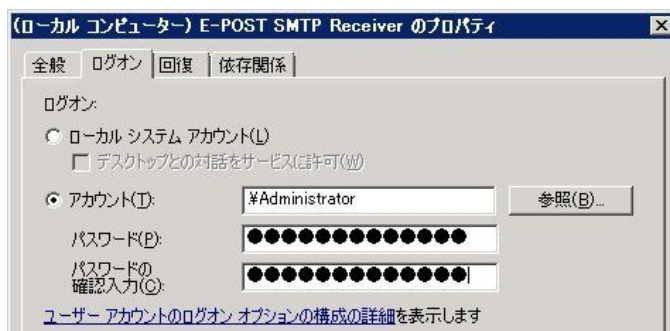 (ローカル コンピューター) E-POST SMTP Receiver のプロパティ
全般 ログオン 回復 依存関係
ログオン:
ローカル システム アカウント(L)
デスクトップとの対話をサービスに許可(W)
アカウント(T): .¥Administrator 参照(B)...
パスワード(P): ●●●●●●●●●●●●●
パスワードの
確認入力(C): ●●●●●●●●●●●●●
ユーザー アカウントのログオン オプションの構成の詳細を表示します